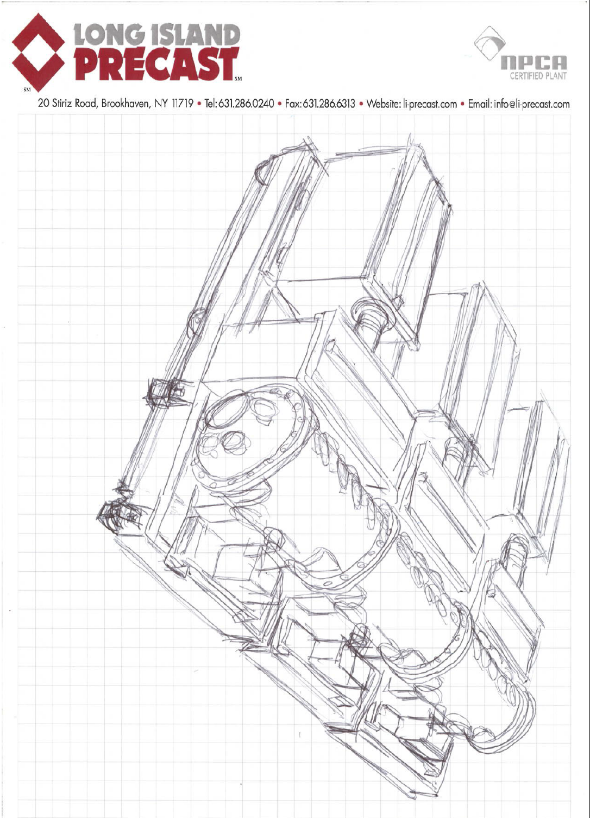 LONG ISLAND
PRECAST
SM
SM
NPCA
CERTIFIED PLANT
20 Stiriz Road, Brookhaven, NY 11719 • Tel: 631.286.0240 • Fax: 631.286.6313 • Website: li-precast.com • Email: info@li-precast.com